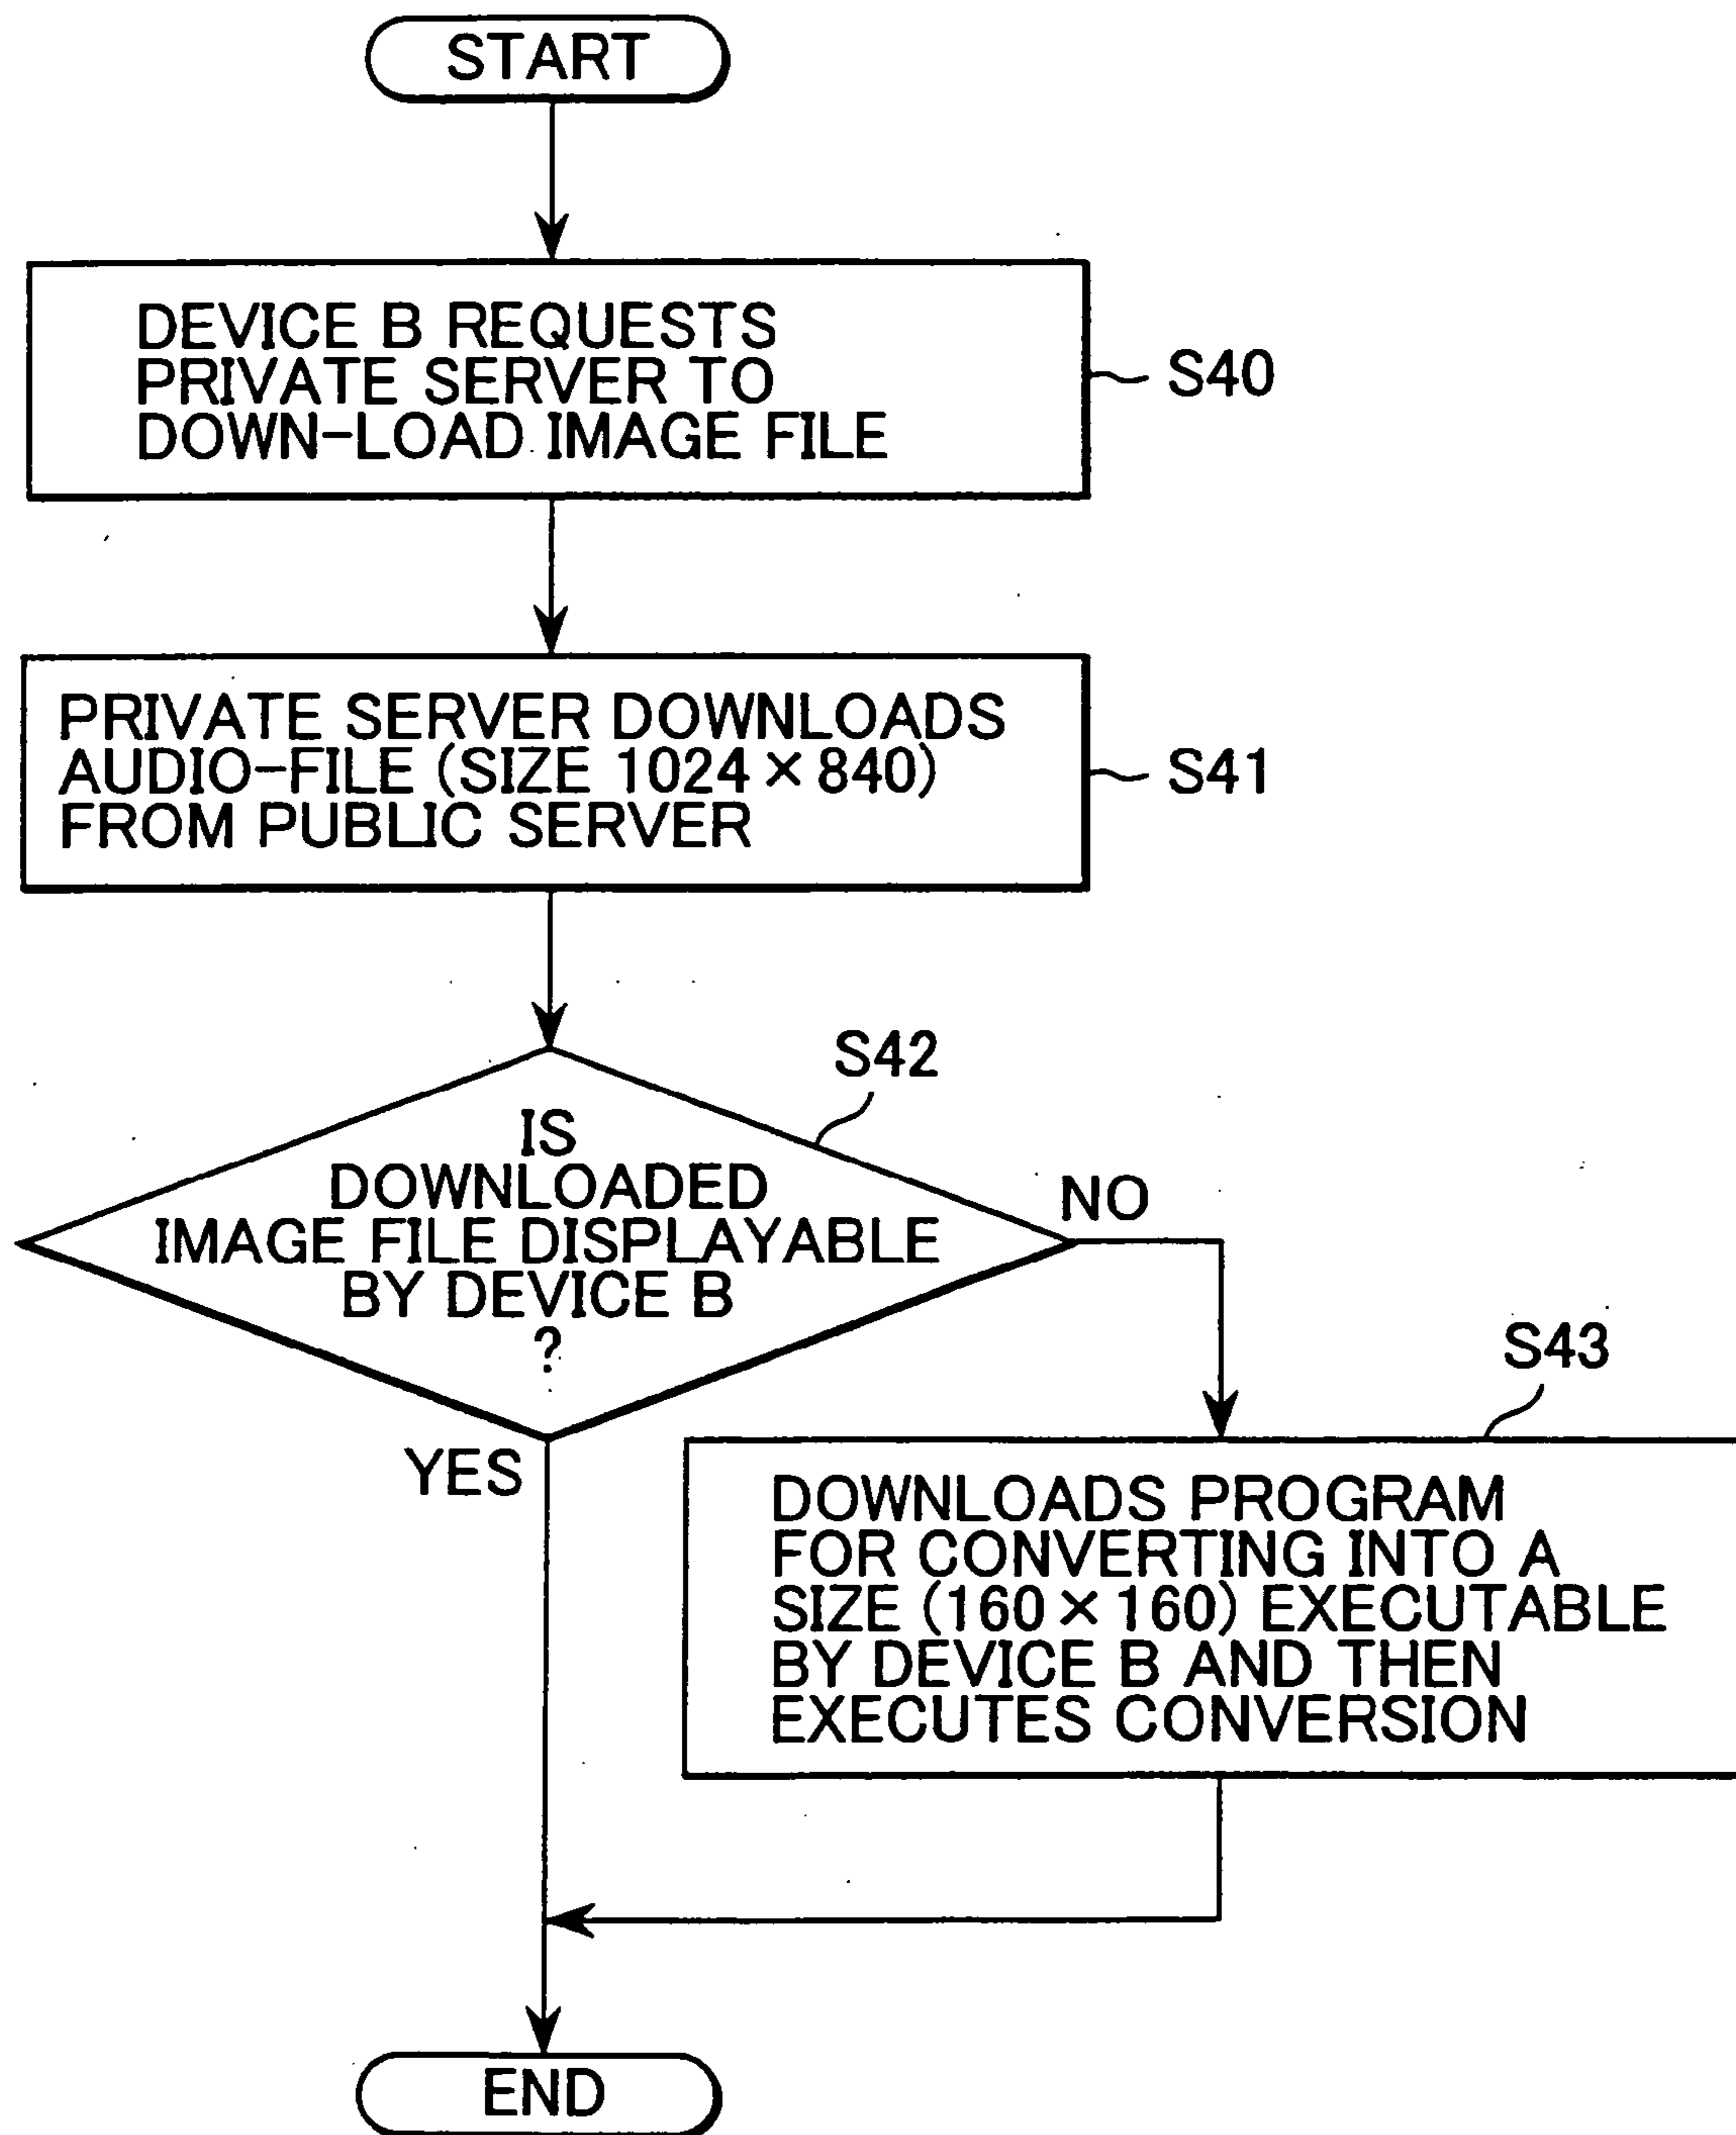 START
DEVICE B REQUESTS
PRIVATE SERVER TO
DOWN-LOAD IMAGE FILE
S40
PRIVATE SERVER DOWNLOADS
AUDIO-FILE (SIZE 1024 × 840)
FROM PUBLIC SERVER
S41
S42
IS
DOWNLOADED
IMAGE FILE DISPLAYABLE
BY DEVICE B
?
NO
YES
S43
DOWNLOADS PROGRAM
FOR CONVERTING INTO A
SIZE (160 × 160) EXECUTABLE
BY DEVICE B AND THEN
EXECUTES CONVERSION
END